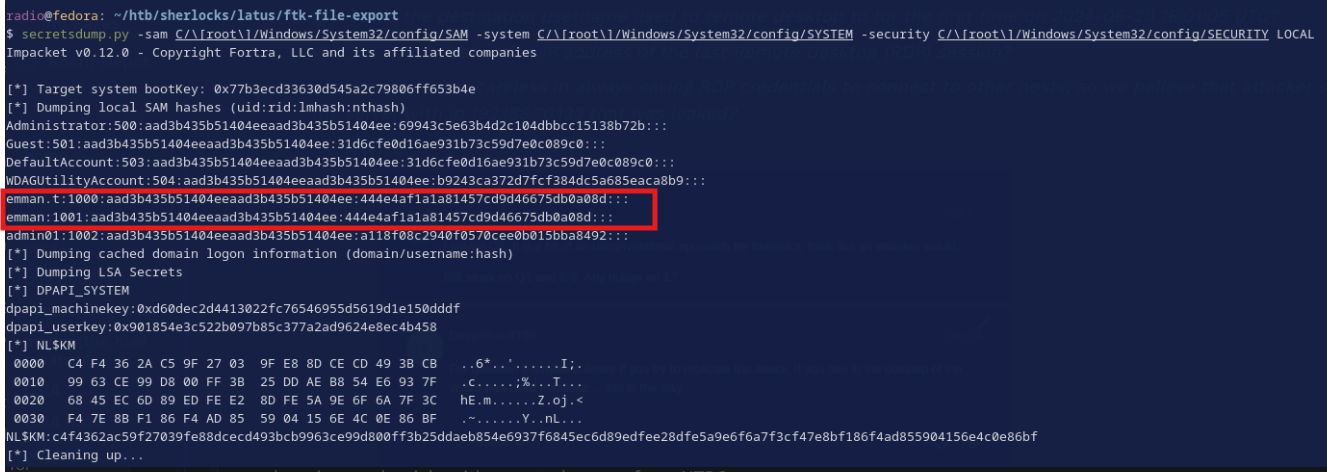 radio@fedora: ~/htb/sherlocks/latus/ftk-file-export
$ secretsdump.py -sam C/\[root\]/Windows/System32/config/SAM -system C/\[root\]/Windows/System32/config/SYSTEM -security C/\[root\]/Windows/System32/config/SECURITY LOCAL
Impacket v0.12.0 - Copyright Fortra, LLC and its affiliated companies
[*] Target system bootKey: 0x77b3ecd33630d545a2c79806ff653b4e
[*] Dumping local SAM hashes (uid:rid:lmhash:nthash)
Administrator:500:aad3b435b51404eeaad3b435b51404ee:69943c5e63b4d2c104dbbcc15138b72b:::
Guest:501:aad3b435b51404eeaad3b435b51404ee:31d6cfe0d16ae931b73c59d7e0c089c0:::
DefaultAccount:503:aad3b435b51404eeaad3b435b51404ee:31d6cfe0d16ae931b73c59d7e0c089c0:::
WDAGUtilityAccount:504:aad3b435b51404eeaad3b435b51404ee:b9243ca372d7fcf384dc5a685eaca8b9:::
emman.t:1000:aad3b435b51404eeaad3b435b51404ee:444e4af1a1a81457cd9d46675db0a08d:::
emman:1001:aad3b435b51404eeaad3b435b51404ee:444e4af1a1a81457cd9d46675db0a08d:::
admin01:1002:aad3b435b51404eeaad3b435b51404ee:a118f08c2940f0570cee0b015bba8492:::
[*] Dumping cached domain logon information (domain/username:hash)
[*] Dumping LSA Secrets
[*] DPAPI_SYSTEM
dpapi_machinekey:0xd60dec2d4413022fc76546955d5619d1e150dddf
dpapi_userkey:0x901854e3c522b097b85c377a2ad9624e8ec4b458
[*] NL$KM
0000   C4 F4 36 2A C5 9F 27 03  9F E8 8D CE CD 49 3B CB   ..6*..'......I;.
0010   99 63 CE 99 D8 00 FF 3B  25 DD AE B8 54 E6 93 7F   .c.....;%...T...
0020   68 45 EC 6D 89 ED FE E2  8D FE 5A 9E 6F 6A 7F 3C   hE.m......Z.oj.<
0030   F4 7E 8B F1 86 F4 AD 85  59 04 15 6E 4C 0E 86 BF   .~......Y..nL...
NL$KM:c4f4362ac59f27039fe88dcecd493bcb9963ce99d800ff3b25ddaeb854e6937f6845ec6d89edfee28dfe5a9e6f6a7f3cf47e8bf186f4ad855904156e4c0e86bf
[*] Cleaning up...